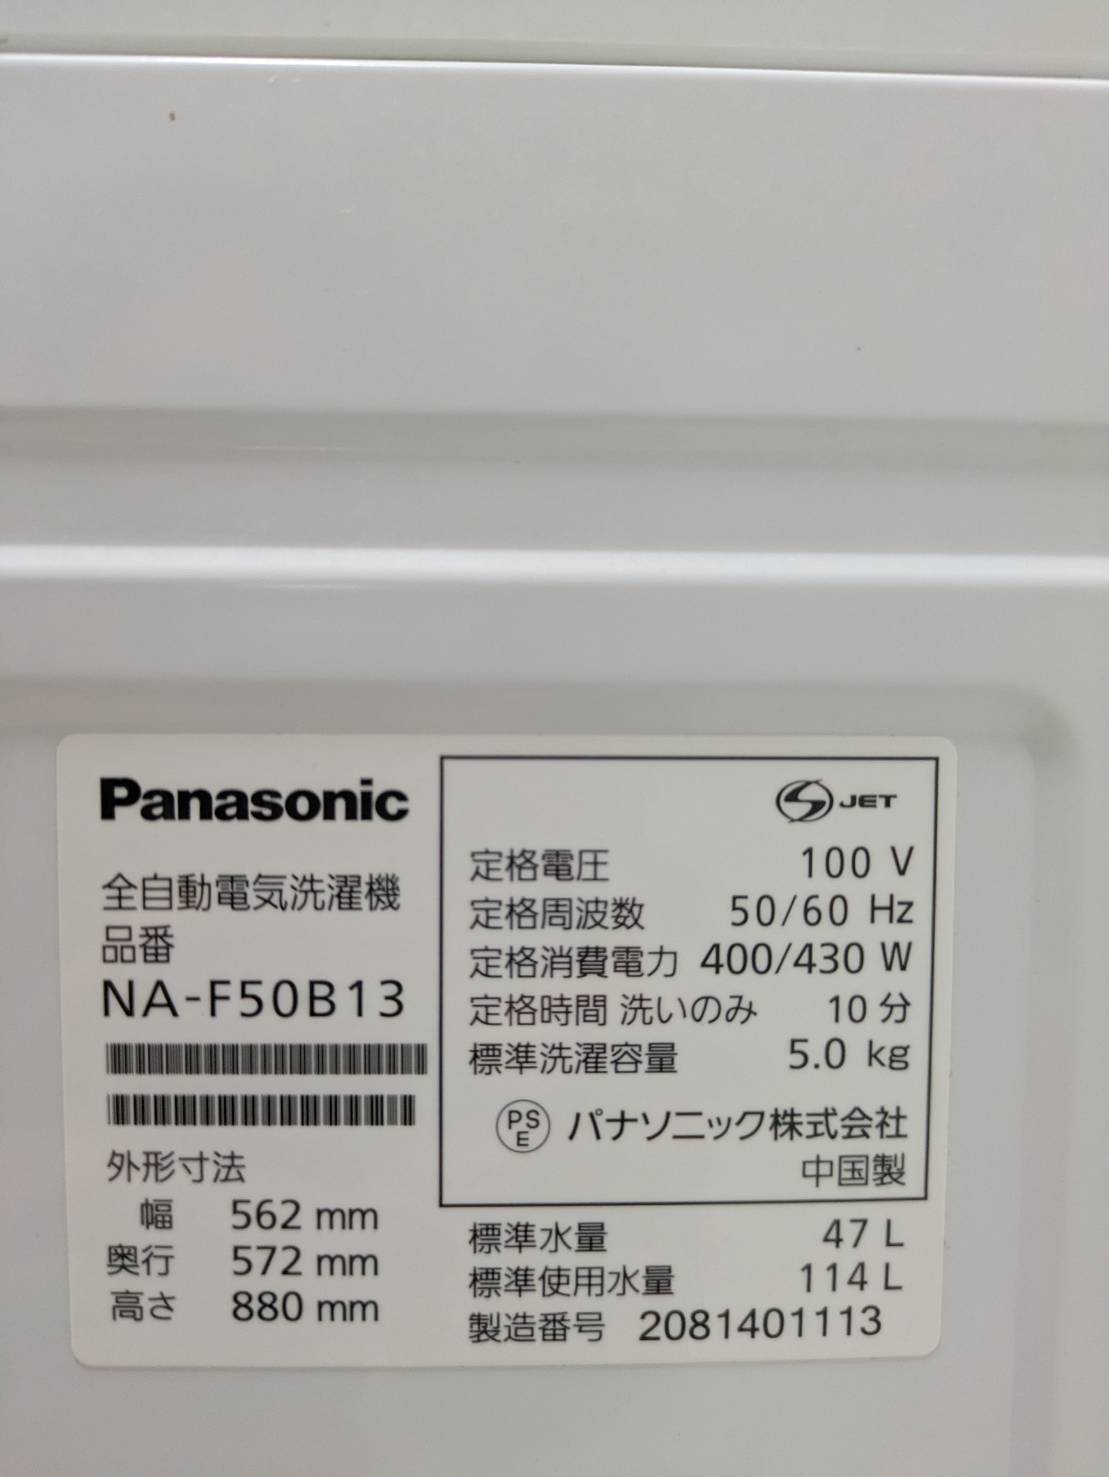 Panasonic
全自動電気洗濯機
品番
NA-F50B13
外形寸法
幅 562 mm
奥行 572 mm
高さ 880 mm
S JET
定格電圧 100 V
定格周波数 50/60 Hz
定格消費電力 400/430 W
定格時間 洗いのみ 10 分
標準洗濯容量 5.0 kg
PS E パナソニック株式会社
中国製
標準水量 47 L
標準使用水量 114 L
製造番号 2081401113